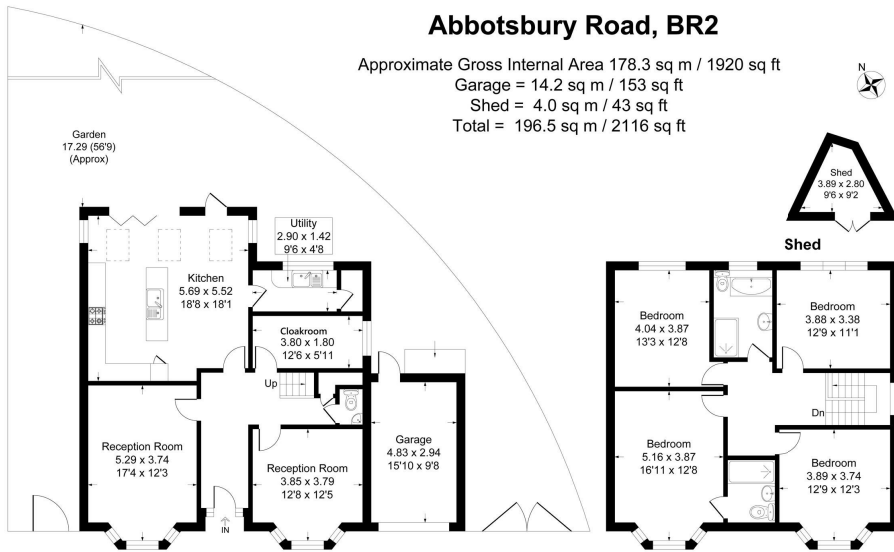 Abbotsbury Road, BR2
Approximate Gross Internal Area 178.3 sq m / 1920 sq ft
Garage = 14.2 sq m / 153 sq ft
Shed = 4.0 sq m / 43 sq ft
Total = 196.5 sq m / 2116 sq ft
N
Garden
17.29 (56'9)
(Approx)
Shed
3.89 x 2.80
9'6 x 9'2
Shed
Utility
2.90 x 1.42
9'6 x 4'8
Kitchen
5.69 x 5.52
18'8 x 18'1
Cloakroom
3.80 x 1.80
12'6 x 5'11
Up
Reception Room
5.29 x 3.74
17'4 x 12'3
Reception Room
3.85 x 3.79
12'8 x 12'5
Garage
4.83 x 2.94
15'10 x 9'8
IN
Bedroom
4.04 x 3.87
13'3 x 12'8
Bedroom
3.88 x 3.38
12'9 x 11'1
Dn
Bedroom
5.16 x 3.87
16'11 x 12'8
Bedroom
3.89 x 3.74
12'9 x 12'3